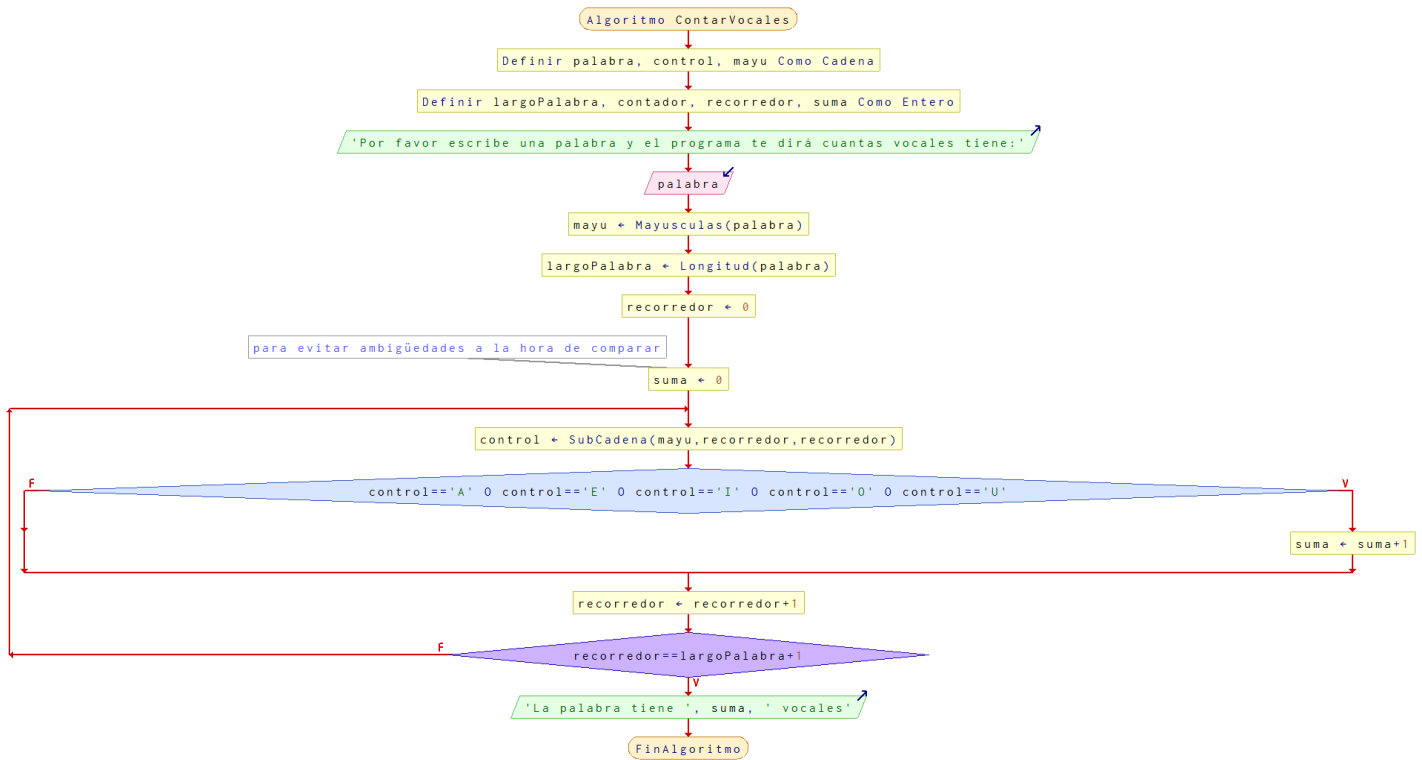 Algoritmo ContarVocales
Definir palabra, control, mayu Como Cadena
Definir largoPalabra, contador, recorredor, suma Como Entero
'Por favor escribe una palabra y el programa te dirá cuantas vocales tiene:'
palabra
mayu ← Mayusculas(palabra)
largoPalabra ← Longitud(palabra)
recorredor ← 0
para evitar ambigüedades a la hora de comparar
suma ← 0
control ← SubCadena(mayu,recorredor,recorredor)
F
V
control=='A' O control=='E' O control=='I' O control=='O' O control=='U'
suma ← suma+1
recorredor ← recorredor+1
F
recorredor==largoPalabra+1
V
'La palabra tiene ', suma, ' vocales'
FinAlgoritmo